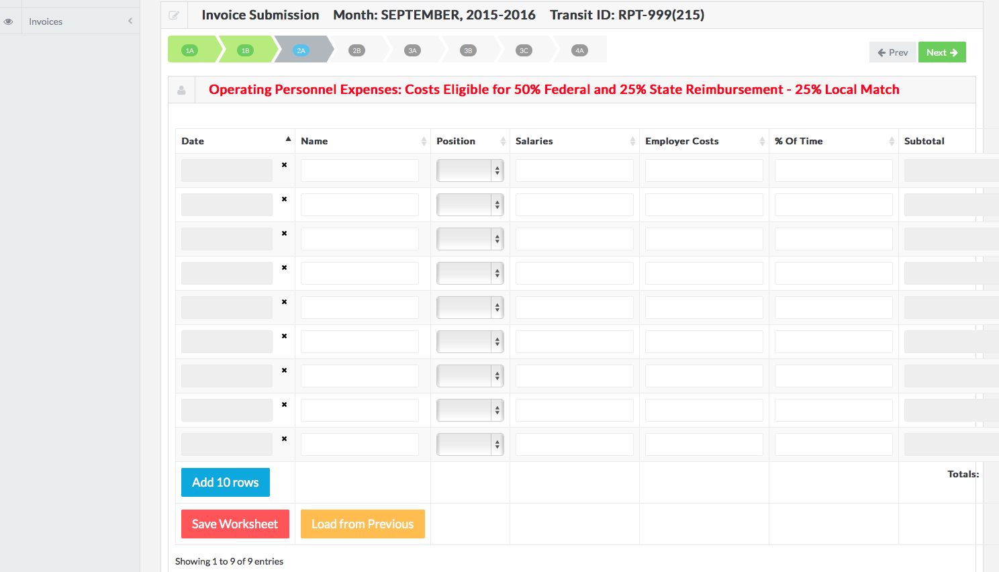 Invoices
Invoice Submission Month: SEPTEMBER, 2015-2016 Transit ID: RPT-999(215)
1A 1B 2A 2B 3A 3B 3C 4A
Prev Next
Operating Personnel Expenses: Costs Eligible for 50% Federal and 25% State Reimbursement - 25% Local Match
Date Name Position Salaries Employer Costs % Of Time Subtotal
Add 10 rows
Totals:
Save Worksheet Load from Previous
Showing 1 to 9 of 9 entries